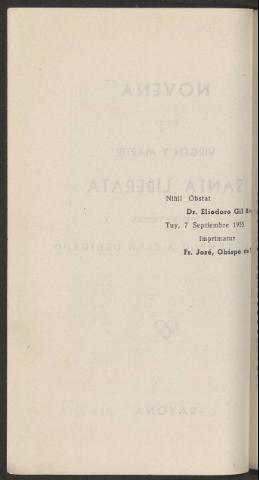 Nihil Obstat
Dr. Eliodoro Gil
Tuy, 7 Septiembre 1955
Imprimatur
Fr. José, Obispo de